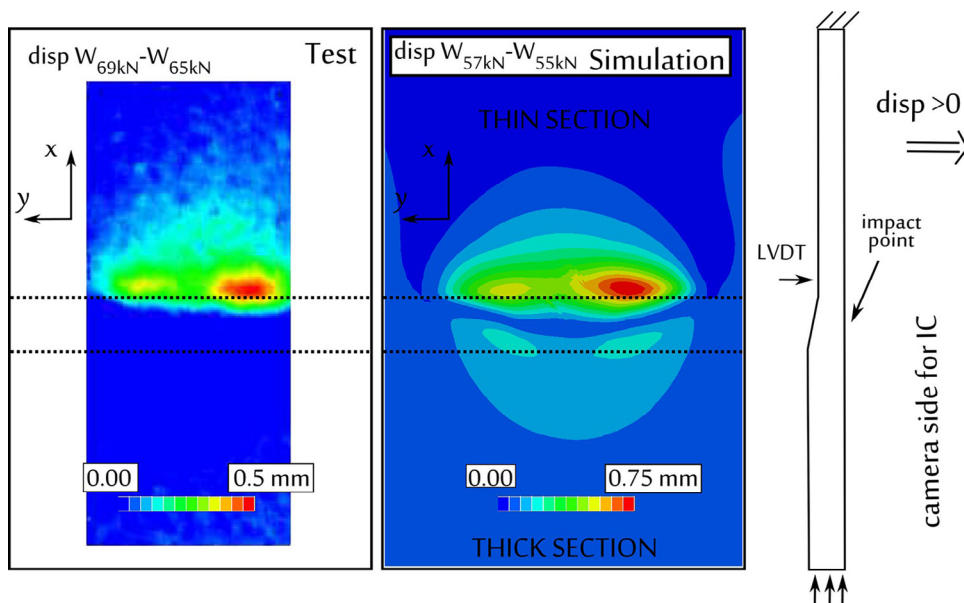 disp W69kN-W65kN Test
x
y
0.00 0.5 mm
disp W57kN-W55kN Simulation
THIN SECTION
x
y
0.00 0.75 mm
THICK SECTION
disp >0
impact
point
LVDT
camera side for IC